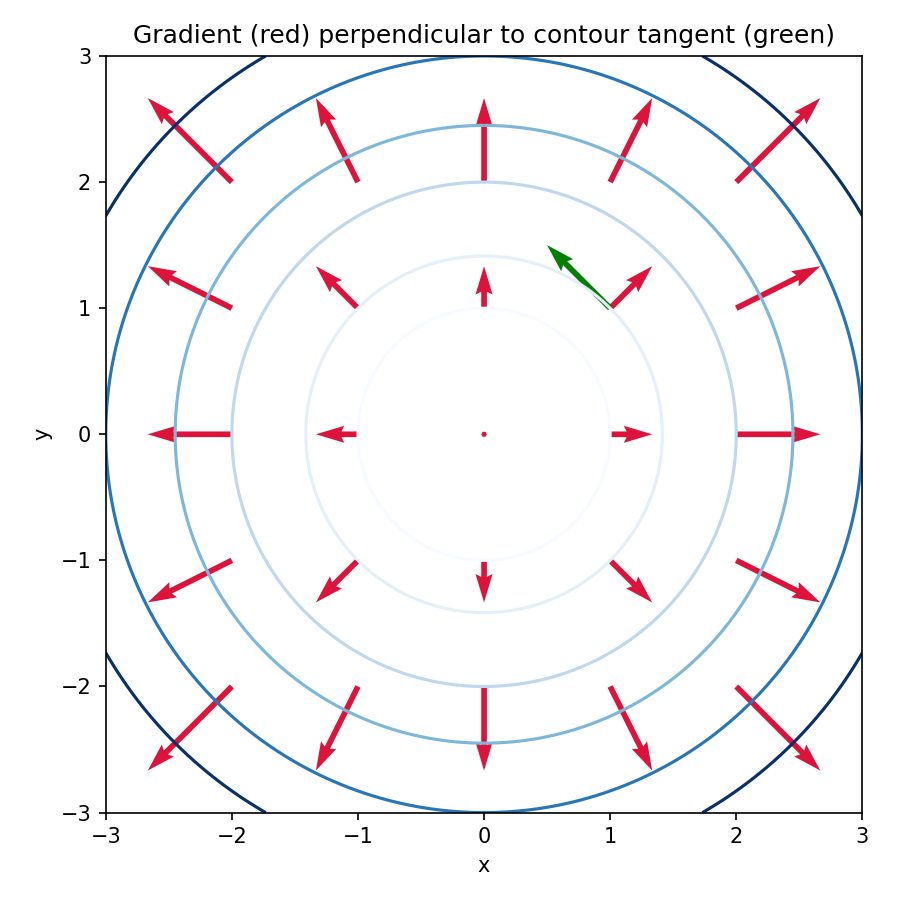 Gradient (red) perpendicular to contour tangent (green)
3
2
1
0
−1
−2
−3
y
−3 −2 −1 0 1 2 3
x